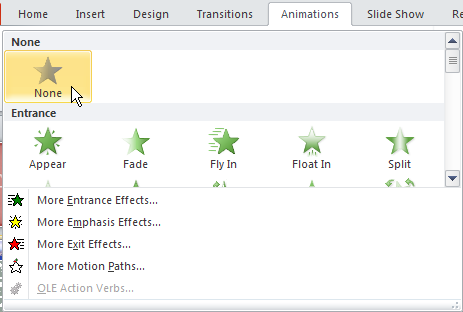 Home Insert Design Transitions Animations Slide Show Re
None
None
Entrance
Appear Fade Fly In Float In Split
More Entrance Effects...
More Emphasis Effects...
More Exit Effects...
More Motion Paths...
OLE Action Verbs...